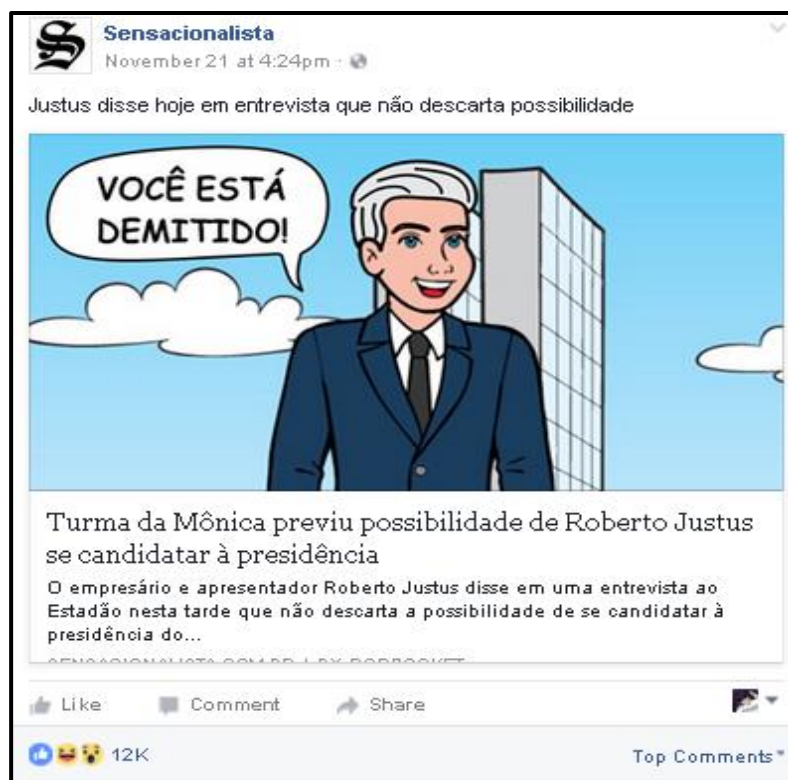 Sensacionalista
November 21 at 4:24pm ·
Justus disse hoje em entrevista que não descarta possibilidade
VOCÊ ESTÁ
DEMITIDO!
Turma da Mônica previu possibilidade de Roberto Justus
se candidatar à presidência
O empresário e apresentador Roberto Justus disse em uma entrevista ao
Estadão nesta tarde que não descarta a possibilidade de se candidatar à
presidência do...
Like Comment Share
12K Top Comments